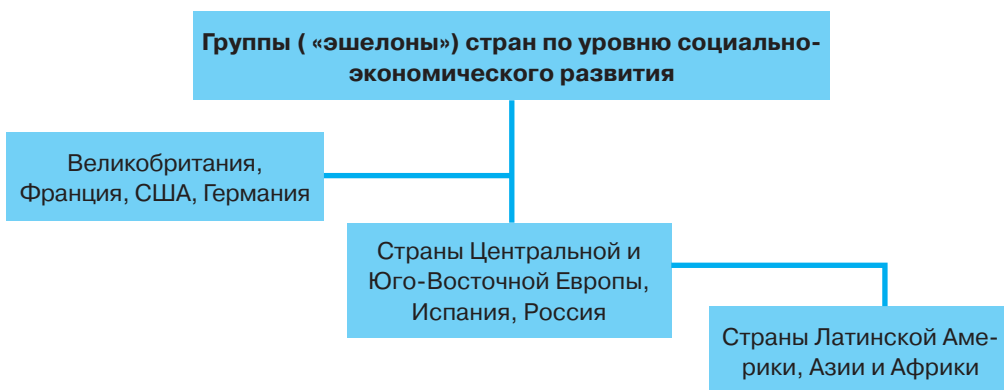 Группы ( «эшелоны») стран по уровню социально-
экономического развития
Великобритания,
Франция, США, Германия
Страны Центральной и
Юго-Восточной Европы,
Испания, Россия
Страны Латинской Аме-
рики, Азии и Африки